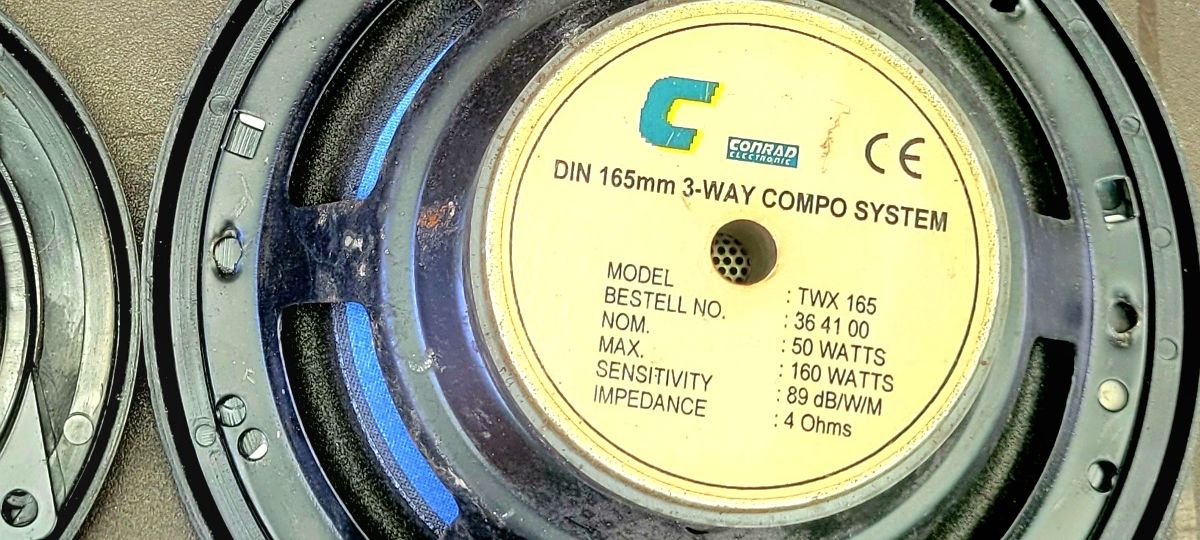 C
CONRAD
ELECTRONIC
CE
DIN 165mm 3-WAY COMPO SYSTEM
MODEL : TWX 165
BESTELL NO. : 36 41 00
NOM. : 50 WATTS
MAX. : 160 WATTS
SENSITIVITY : 89 dB/W/M
IMPEDANCE : 4 Ohms